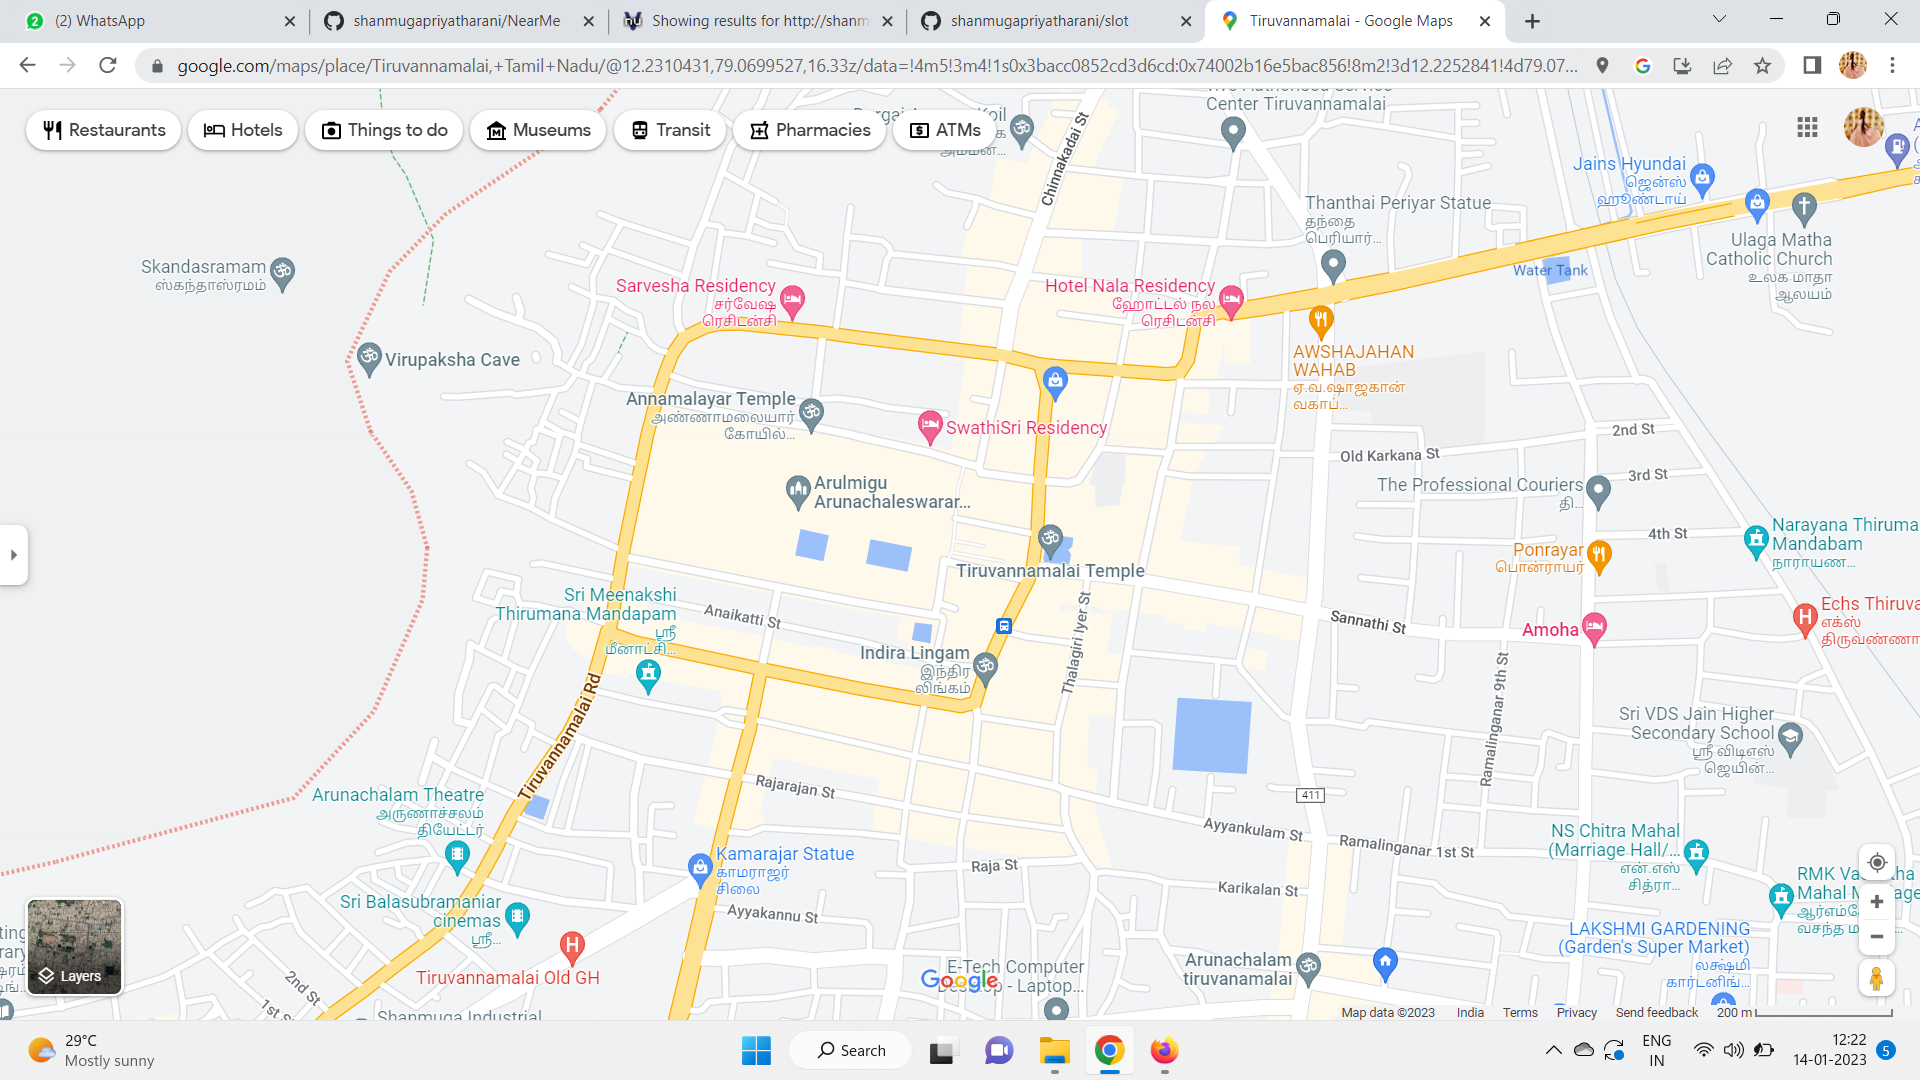 (2) WhatsApp
shanmugapriyatharani/NearMe
Showing results for http://shanm
shanmugapriyatharani/slot
Tiruvannamalai - Google Maps
google.com/maps/place/Tiruvannamalai,+Tamil+Nadu/@12.2310431,79.0699527,16.33z/data=!4m5!3m4!1s0x3bacc0852cd3d6cd:0x74002b16e5bac856!8m2!3d12.2252841!4d79.07...
Restaurants
Hotels
Things to do
Museums
Transit
Pharmacies
ATMs
Center Tiruvannamalai
Chinnakadai St
Jains Hyundai
ஜென்ஸ்
ஹூண்டாய்
Thanthai Periyar Statue
தந்தை
பெரியார்...
Ulaga Matha
Catholic Church
உலக மாதா
ஆலயம்
Water Tank
Skandasramam
ஸ்கந்தாஸ்ரமம்
Sarvesha Residency
சர்வேஷ
ரெசிடன்சி
Hotel Nala Residency
ஹோட்டல் நல
ரெசிடன்சி
Virupaksha Cave
AWSHAJAHAN
WAHAB
ஏ.வ.ஷாஜகான்
வகாப்...
Annamalayar Temple
அண்ணாமலையார்
கோயில்...
SwathiSri Residency
2nd St
Old Karkana St
3rd St
The Professional Couriers
தி...
Arulmigu
Arunachaleswarar...
4th St
Narayana Thiruma
Mandabam
நாராயண...
Ponrayar
பொன்ராயர்
Tiruvannamalai Temple
Sri Meenakshi
Thirumana Mandapam
ஸ்ரீ
மீனாட்சி...
Anaikatti St
Thalagiri Iyer St
Sannathi St
Amoha
Echs Thiruva
எக்ஸ்
திருவண்ணா
Indira Lingam
இந்திர
லிங்கம்
Ramalinganar 9th St
Tiruvannamalai Rd
Sri VDS Jain Higher
Secondary School
ஸ்ரீ விடிஎஸ்
ஜெயின்...
Rajarajan St
411
Arunachalam Theatre
அருணாச்சலம்
தியேட்டர்
Ayyankulam St
Ramalinganar 1st St
NS Chitra Mahal
(Marriage Hall/...
என்.எஸ்
சித்ரா...
Kamarajar Statue
காமராஜர்
சிலை
Raja St
Karikalan St
Ayyakannu St
Sri Balasubramaniar
cinemas
ஸ்ரீ...
LAKSHMI GARDENING
(Garden's Super Market)
லக்ஷ்மி
கார்டனிங்...
Tiruvannamalai Old GH
E-Tech Computer
Google
Arunachalam
tiruvanamalai
2nd St
1st St
Shanmuga Industrial
Layers
Map data ©2023
India
Terms
Privacy
Send feedback
200 m
29°C
Mostly sunny
Search
ENG
IN
12:22
14-01-2023
5